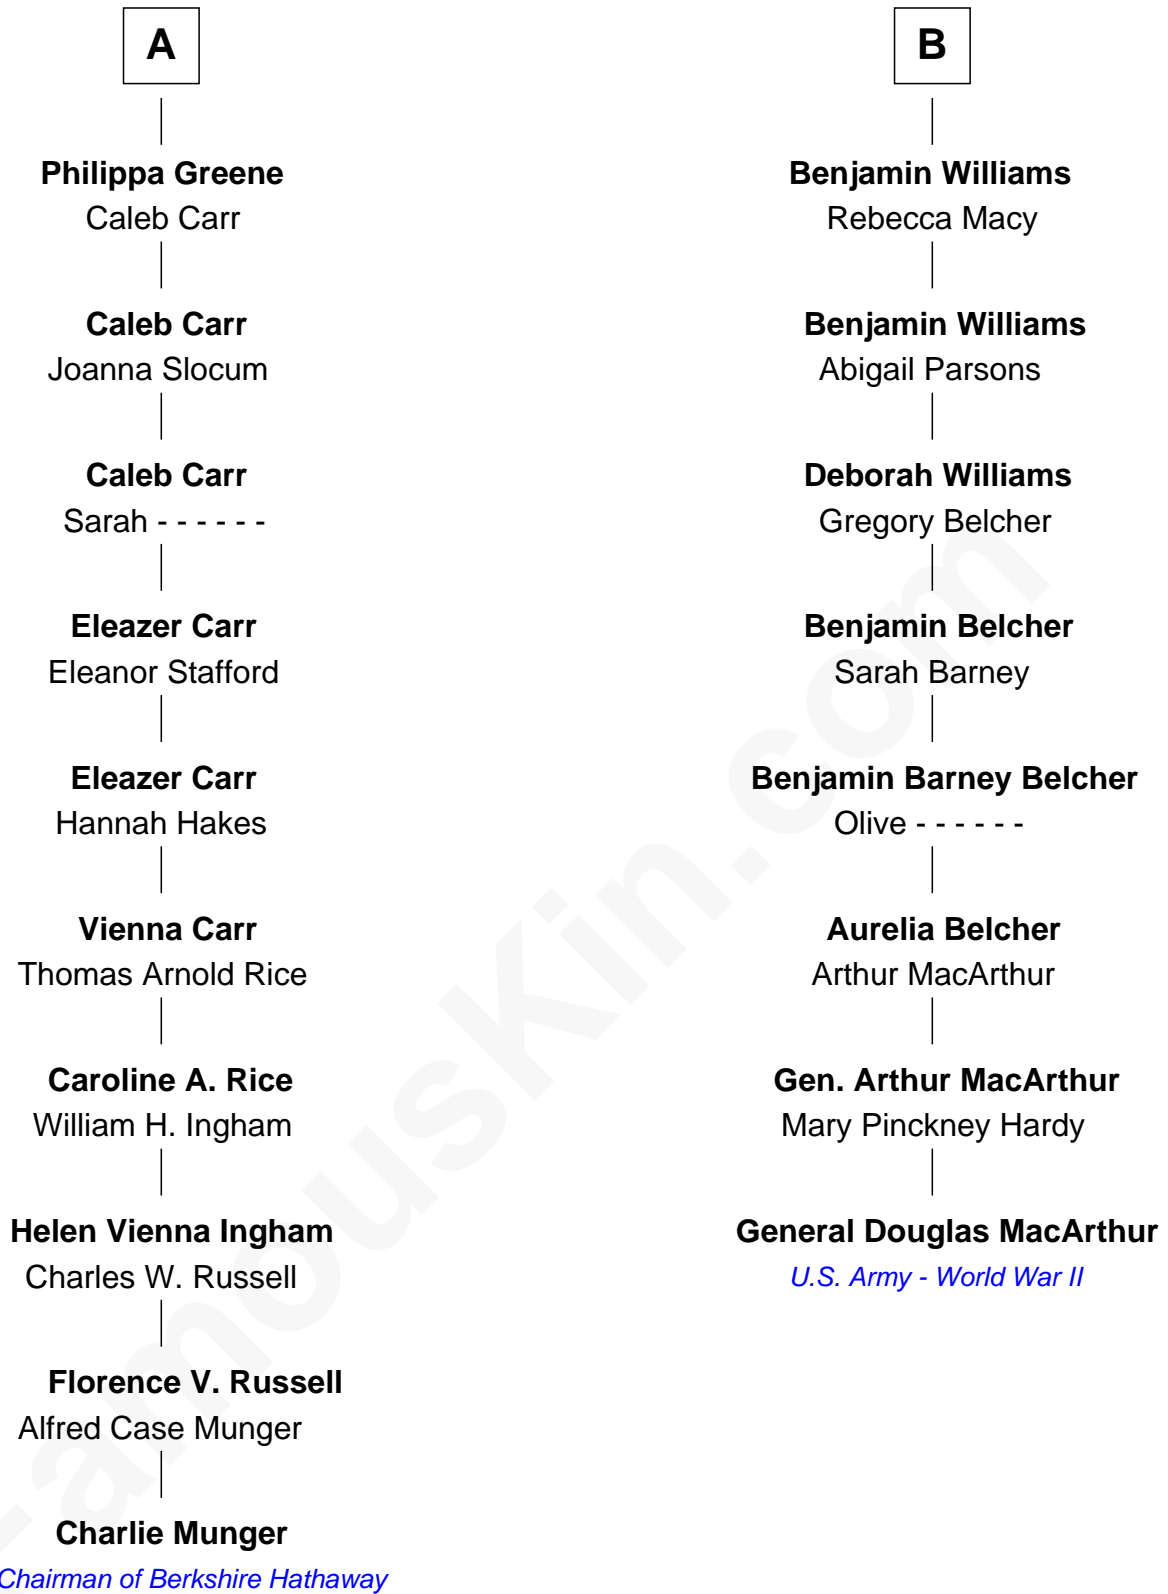 A
Philippa Greene
Caleb Carr
Caleb Carr
Joanna Slocum
Caleb Carr
Sarah - - - - - -
Eleazer Carr
Eleanor Stafford
Eleazer Carr
Hannah Hakes
Vienna Carr
Thomas Arnold Rice
Caroline A. Rice
William H. Ingham
Helen Vienna Ingham
Charles W. Russell
Florence V. Russell
Alfred Case Munger
Charlie Munger
Chairman of Berkshire Hathaway
B
Benjamin Williams
Rebecca Macy
Benjamin Williams
Abigail Parsons
Deborah Williams
Gregory Belcher
Benjamin Belcher
Sarah Barney
Benjamin Barney Belcher
Olive - - - - - -
Aurelia Belcher
Arthur MacArthur
Gen. Arthur MacArthur
Mary Pinckney Hardy
General Douglas MacArthur
U.S. Army - World War II
FamousKin.com